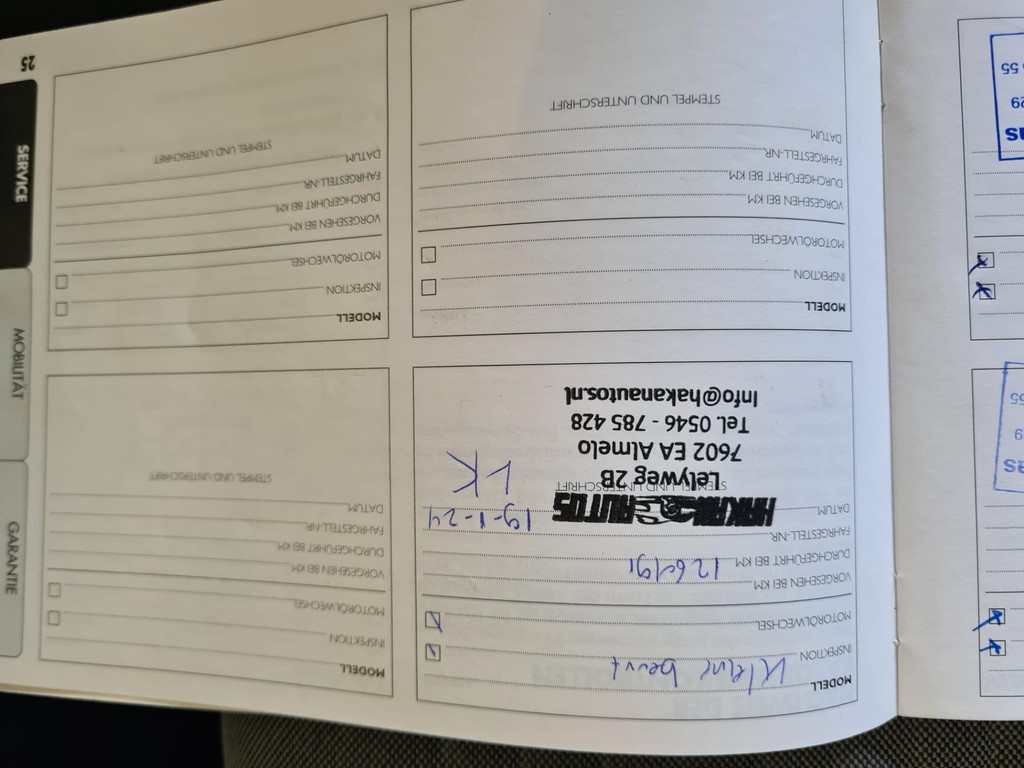 MODELL Kleine beurt
INSPEKTION
MOTORÖLWECHSEL
VORGESEHEN BEI KM
DURCHGEFÜHRT BEI KM
FAHRGESTELL-NR.
DATUM 19-1-24
HAKAN AUTOS
STEMPEL UND UNTERSCHRIFT
Lelyweg 2B
LK
7602 EA Almelo
Tel. 0546 - 785 428
Info@hakanautos.nl
MODELL
INSPEKTION
MOTORÖLWECHSEL
VORGESEHEN BEI KM
DURCHGEFÜHRT BEI KM
FAHRGESTELL-NR.
DATUM
STEMPEL UND UNTERSCHRIFT
MODELL
INSPEKTION
MOTORÖLWECHSEL
VORGESEHEN BEI KM
DURCHGEFÜHRT BEI KM
FAHRGESTELL-NR.
DATUM
STEMPEL UND UNTERSCHRIFT
MODELL
INSPEKTION
MOTORÖLWECHSEL
VORGESEHEN BEI KM
DURCHGEFÜHRT BEI KM
FAHRGESTELL-NR.
DATUM
STEMPEL UND UNTERSCHRIFT
GARANTIE
MOBILITÄT
SERVICE
25